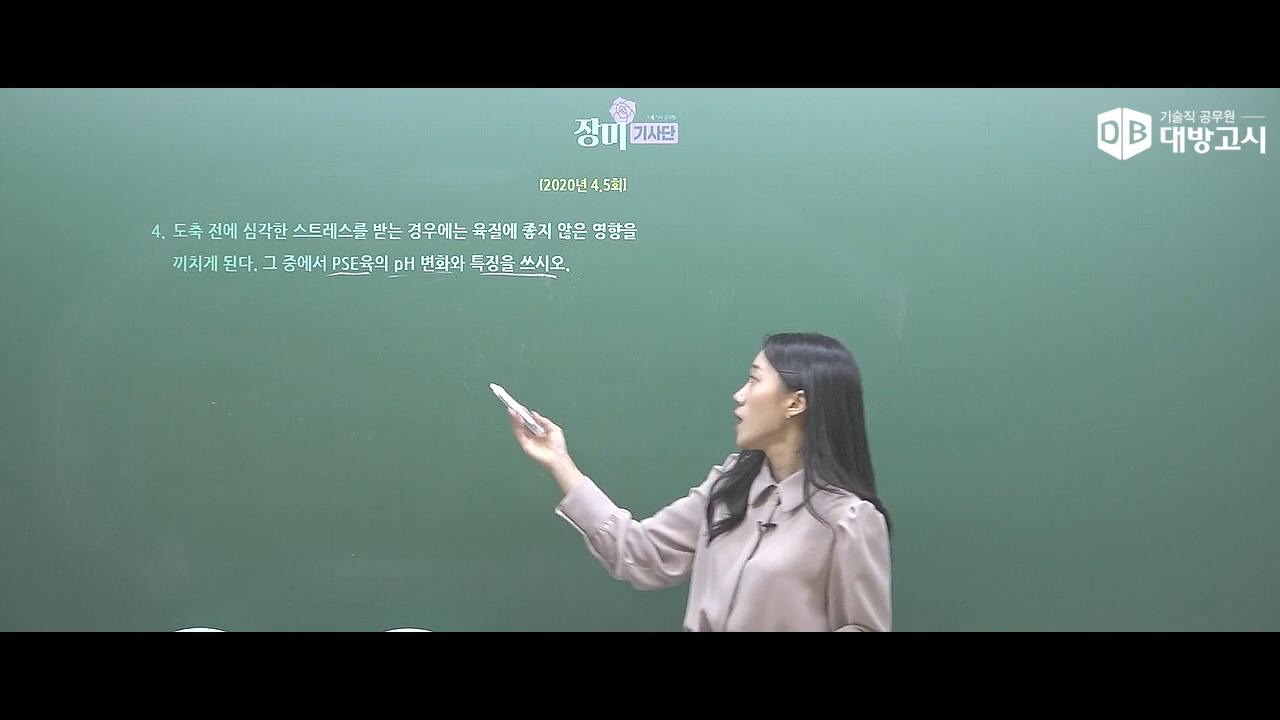 장미 기사단
기술직 공무원
DB 대방고시
[2020년 4,5회]
4. 도축 전에 심각한 스트레스를 받는 경우에는 육질에 좋지 않은 영향을
끼치게 된다. 그 중에서 PSE육의 pH 변화와 특징을 쓰시오.